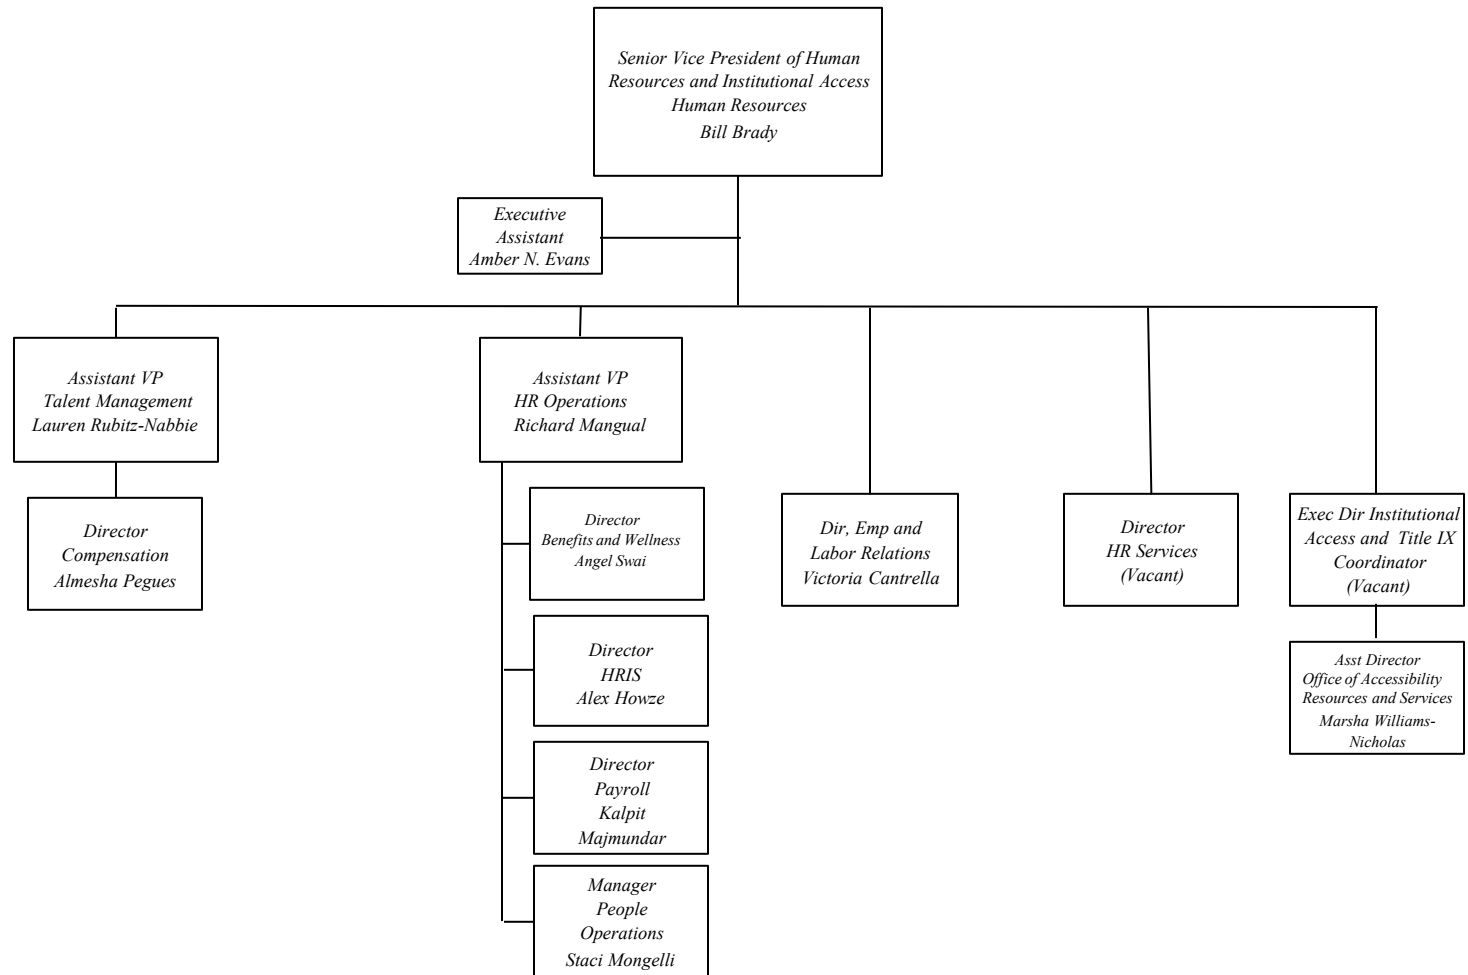 Senior Vice President of Human
Resources and Institutional Access
Human Resources
Bill Brady
Executive
Assistant
Amber N. Evans
Assistant VP
Talent Management
Lauren Rubitz-Nabbie
Assistant VP
HR Operations
Richard Mangual
Director
Compensation
Almesha Pegues
Director
Benefits and Wellness
Angel Swai
Director
HRIS
Alex Howze
Director
Payroll
Kalpit
Majmundar
Manager
People
Operations
Staci Mongelli
Dir, Emp and
Labor Relations
Victoria Cantrella
Director
HR Services
(Vacant)
Exec Dir Institutional
Access and Title IX
Coordinator
(Vacant)
Asst Director
Office of Accessibility
Resources and Services
Marsha Williams-
Nicholas